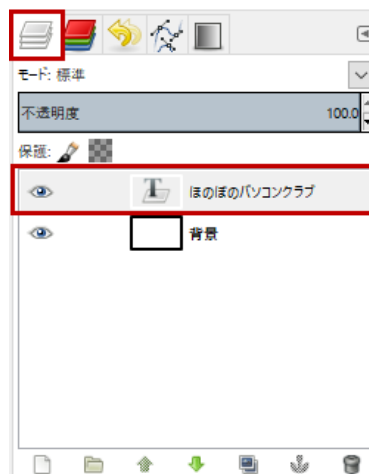 モード: 標準
不透明度 100.0
保護:
ほのぼのパソコンクラブ
背景